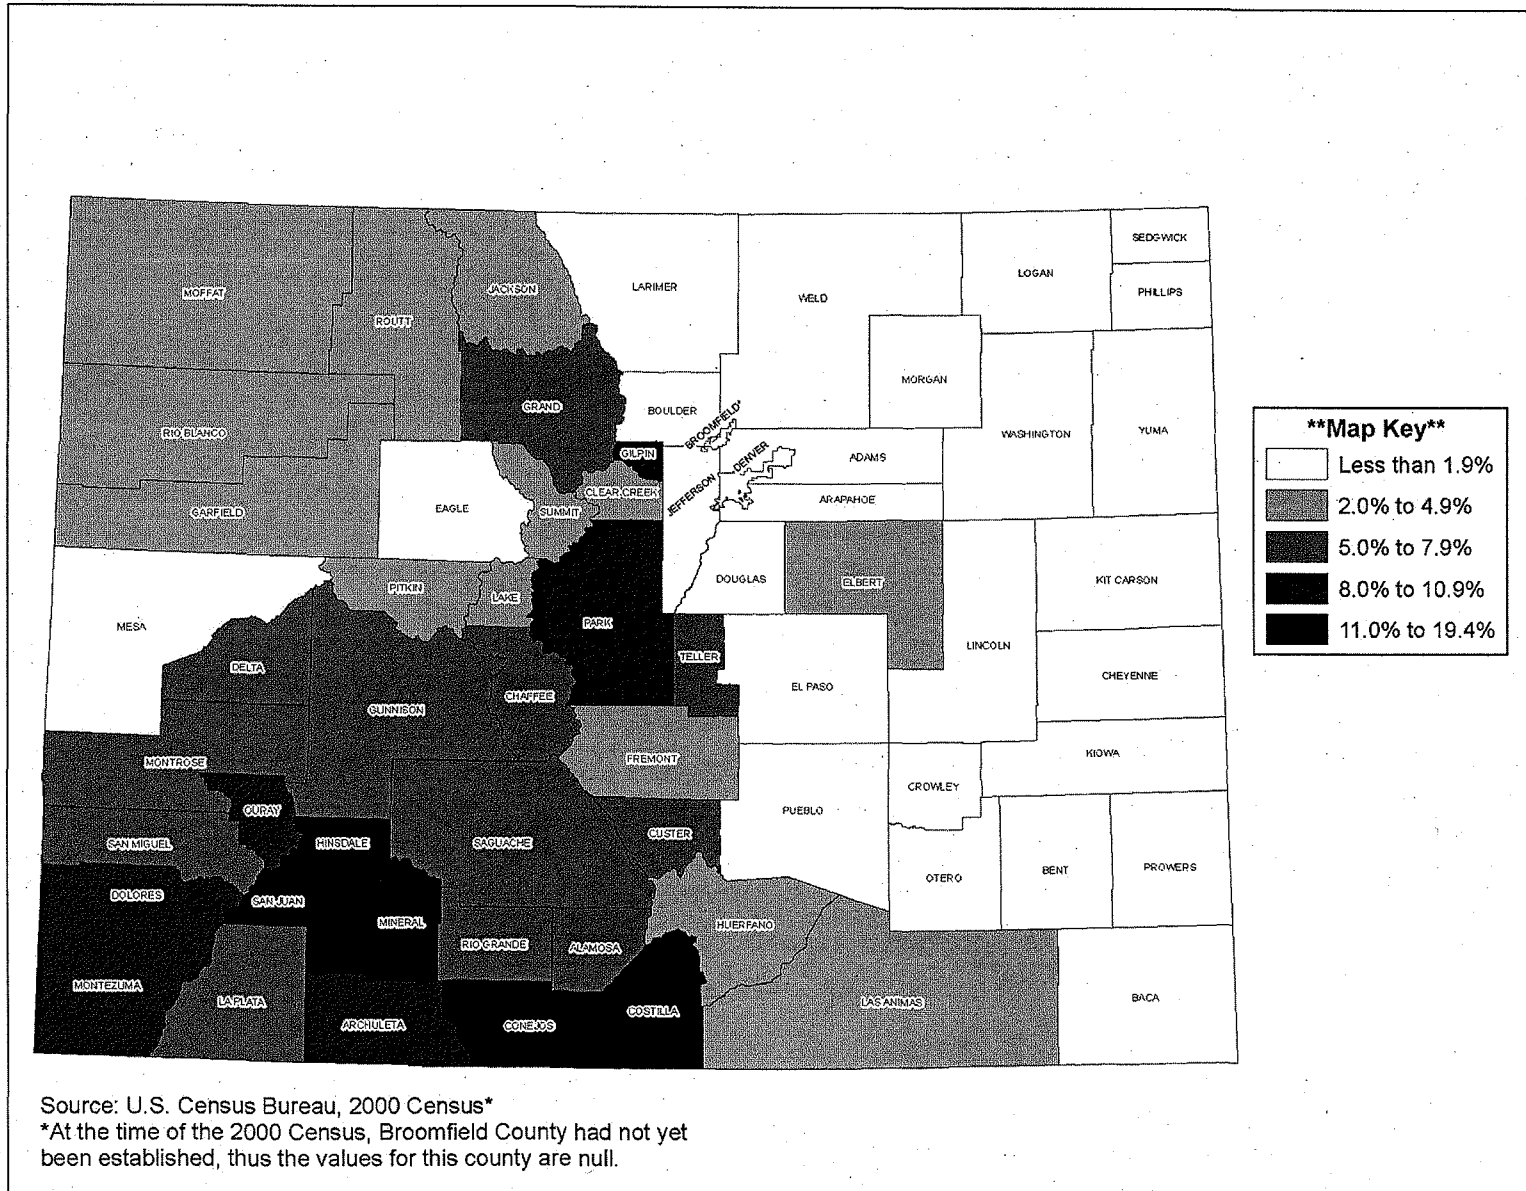 SEDGWICK
LOGAN
LARIMER
JACKSON
MOFFAT
WELD
PHILLIPS
ROUTT
MORGAN
GRAND
BOULDER
BROOMFIELD*
RIO BLANCO
WASHINGTON
YUMA
GILPIN
DENVER
ADAMS
CLEAR CREEK
JEFFERSON
ARAPAHOE
GARFIELD
EAGLE
SUMMIT
DOUGLAS
ELBERT
KIT CARSON
PITKIN
LAKE
PARK
MESA
TELLER
LINCOLN
DELTA
CHEYENNE
EL PASO
CHAFFEE
GUNNISON
MONTROSE
FREMONT
KIOWA
CROWLEY
OURAY
PUEBLO
SAN MIGUEL
HINSDALE
SAGUACHE
CUSTER
DOLORES
SAN JUAN
OTERO
BENT
PROWERS
MINERAL
HUERFANO
RIO GRANDE
ALAMOSA
MONTEZUMA
LA PLATA
LAS ANIMAS
BACA
ARCHULETA
CONEJOS
COSTILLA
**Map Key**
Less than 1.9%
2.0% to 4.9%
5.0% to 7.9%
8.0% to 10.9%
11.0% to 19.4%
Source: U.S. Census Bureau, 2000 Census*
*At the time of the 2000 Census, Broomfield County had not yet
been established, thus the values for this county are null.